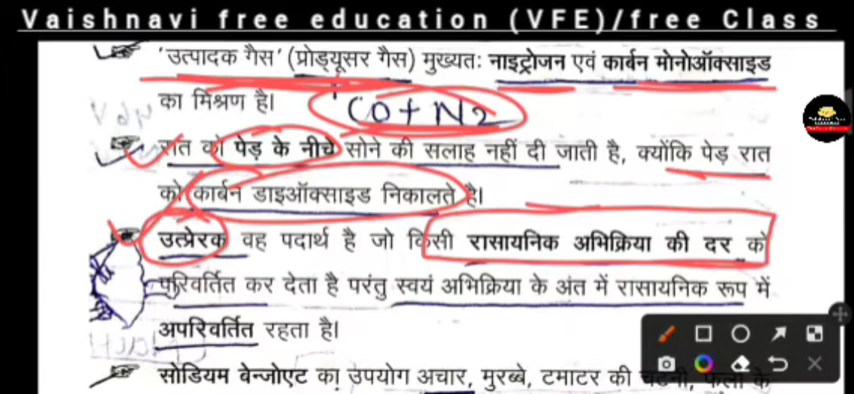 Vaishnavi free education (VFE)/free Class
'उत्पादक गैस' (प्रोड्यूसर गैस) मुख्यतः नाइट्रोजन एवं कार्बन मोनोऑक्साइड
का मिश्रण है। CO + N2
रात को पेड़ के नीचे सोने की सलाह नहीं दी जाती है, क्योंकि पेड़ रात
को कार्बन डाइऑक्साइड निकालते है।
उत्प्रेरक वह पदार्थ है जो किसी रासायनिक अभिक्रिया की दर को
परिवर्तित कर देता है परंतु स्वयं अभिक्रिया के अंत में रासायनिक रूप में
अपरिवर्तित रहता है।
सोडियम बेन्जोएट का उपयोग अचार, मुरब्बे, टमाटर की चटनी, फलों के